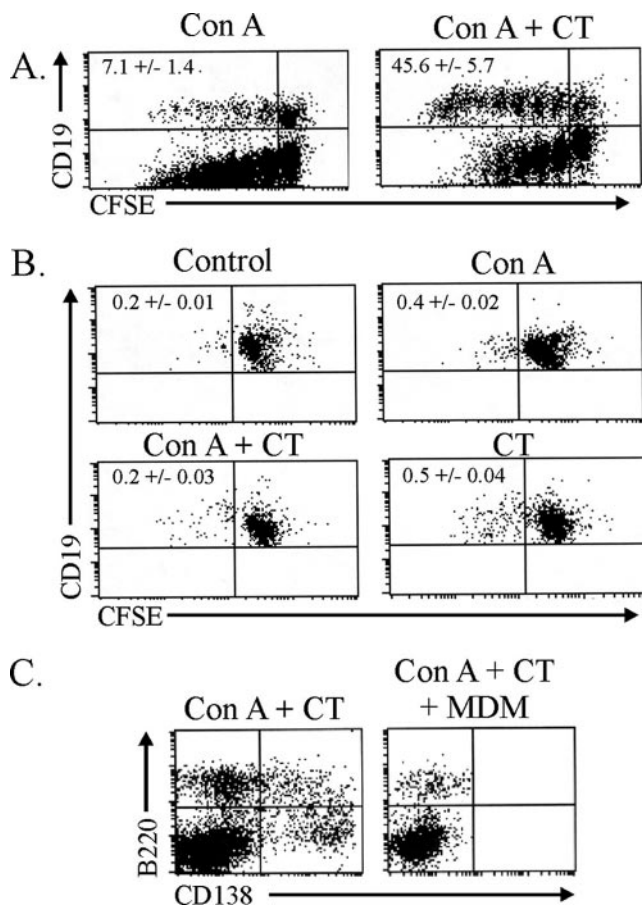 A.
Con A
Con A + CT
7.1 +/- 1.4
45.6 +/- 5.7
CD19
CFSE
B.
Control
Con A
0.2 +/- 0.01
0.4 +/- 0.02
Con A + CT
CT
0.2 +/- 0.03
0.5 +/- 0.04
CD19
CFSE
C.
Con A + CT
Con A + CT
+ MDM
B220
CD138